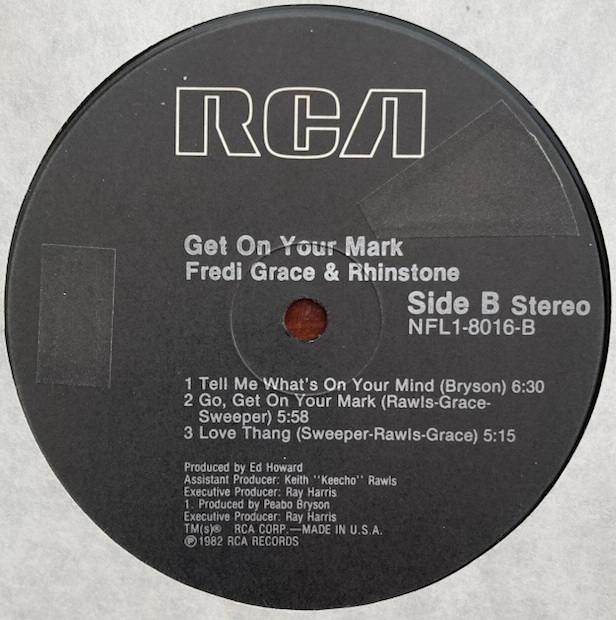 RCA
Get On Your Mark
Fredi Grace & Rhinstone
Side B Stereo
NFL1-8016-B
1 Tell Me What's On Your Mind (Bryson) 6:30
2 Go, Get On Your Mark (Rawls-Grace-
Sweeper) 5:58
3 Love Thang (Sweeper-Rawls-Grace) 5:15
Produced by Ed Howard
Assistant Producer: Keith ''Keecho'' Rawls
Executive Producer: Ray Harris
1. Produced by Peabo Bryson
Executive Producer: Ray Harris
TM(s)® RCA CORP.—MADE IN U.S.A.
℗1982 RCA RECORDS